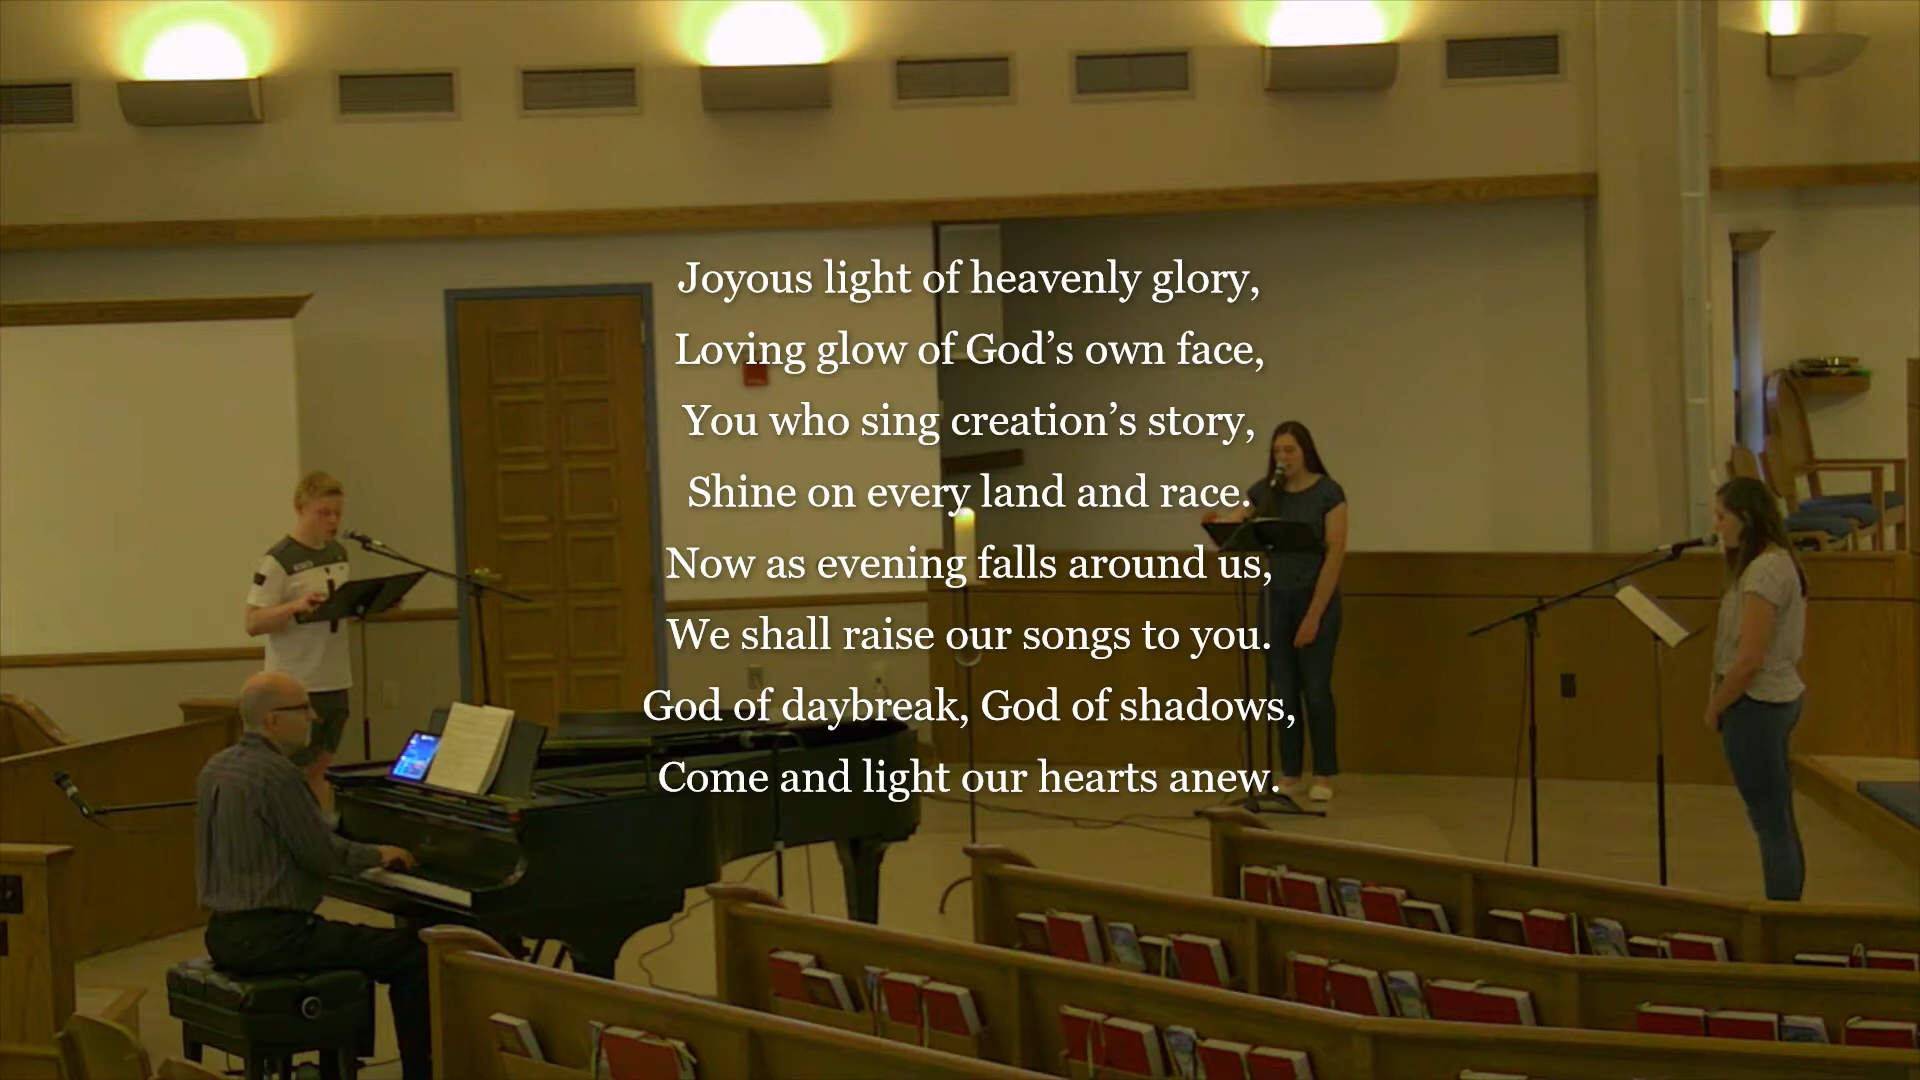 Joyous light of heavenly glory,
Loving glow of God’s own face,
You who sing creation’s story,
Shine on every land and race.
Now as evening falls around us,
We shall raise our songs to you.
God of daybreak, God of shadows,
Come and light our hearts anew.